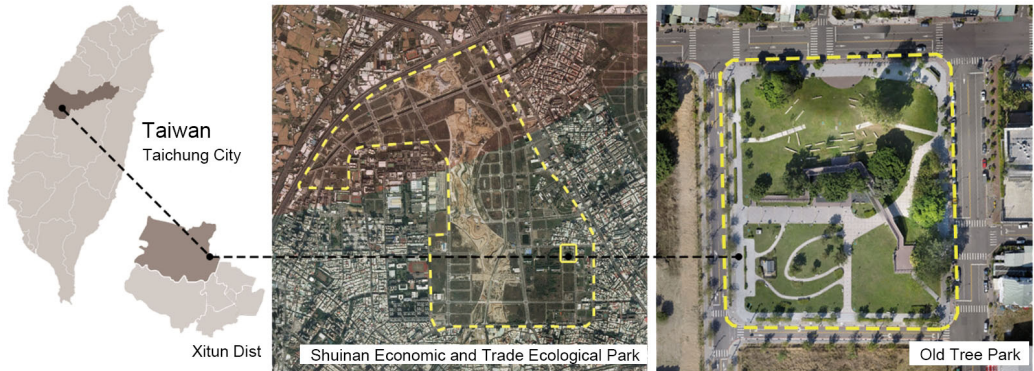 Taiwan
Taichung City
Xitun Dist
Shuinan Economic and Trade Ecological Park
Old Tree Park